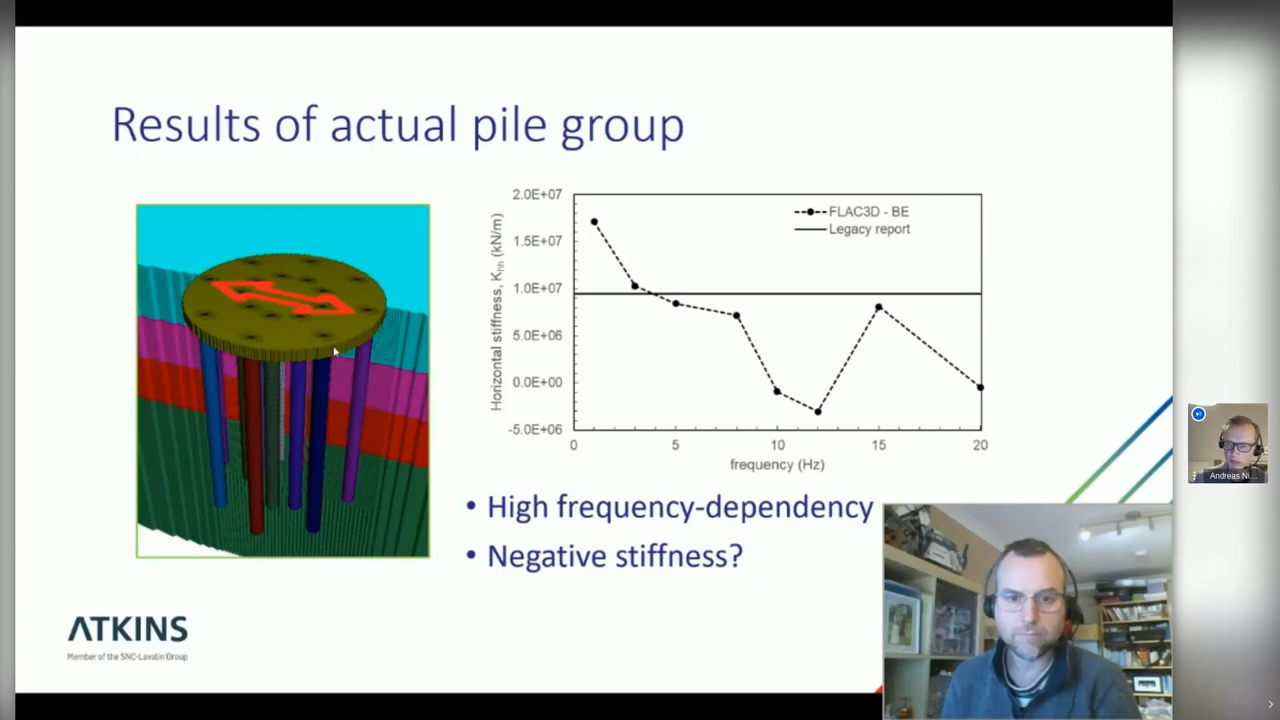 Results of actual pile group
Horizontal stiffness, Khh (kN/m)
2.0E+07
1.5E+07
1.0E+07
5.0E+06
0.0E+00
-5.0E+06
FLAC3D - BE
Legacy report
0 5 10 15 20
frequency (Hz)
• High frequency-dependency
• Negative stiffness?
ATKINS
Member of the SNC-Lavalin Group
Andreas Ni...